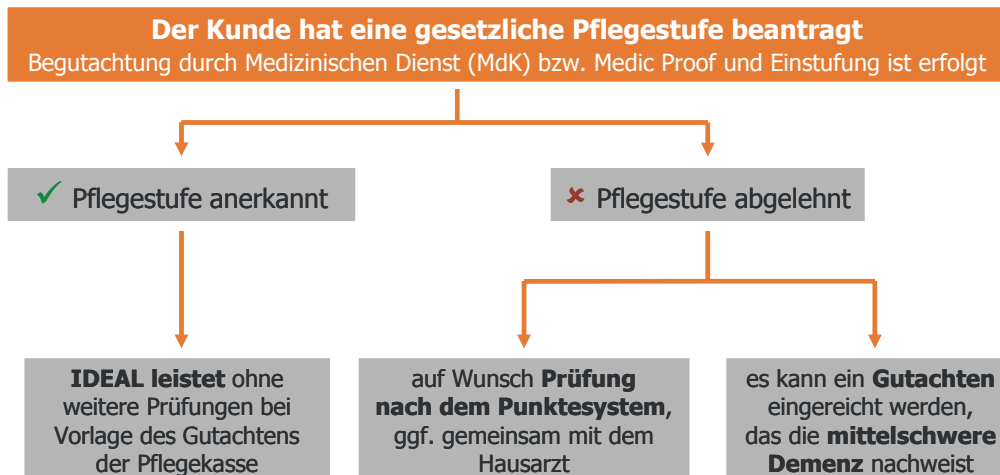 Der Kunde hat eine gesetzliche Pflegestufe beantragt
Begutachtung durch Medizinischen Dienst (MdK) bzw. Medic Proof und Einstufung ist erfolgt
Pflegestufe anerkannt
Pflegestufe abgelehnt
IDEAL leistet ohne
weitere Prüfungen bei
Vorlage des Gutachtens
der Pflegekasse
auf Wunsch Prüfung
nach dem Punktesystem,
ggf. gemeinsam mit dem
Hausarzt
es kann ein Gutachten
eingereicht werden,
das die mittelschwere
Demenz nachweist